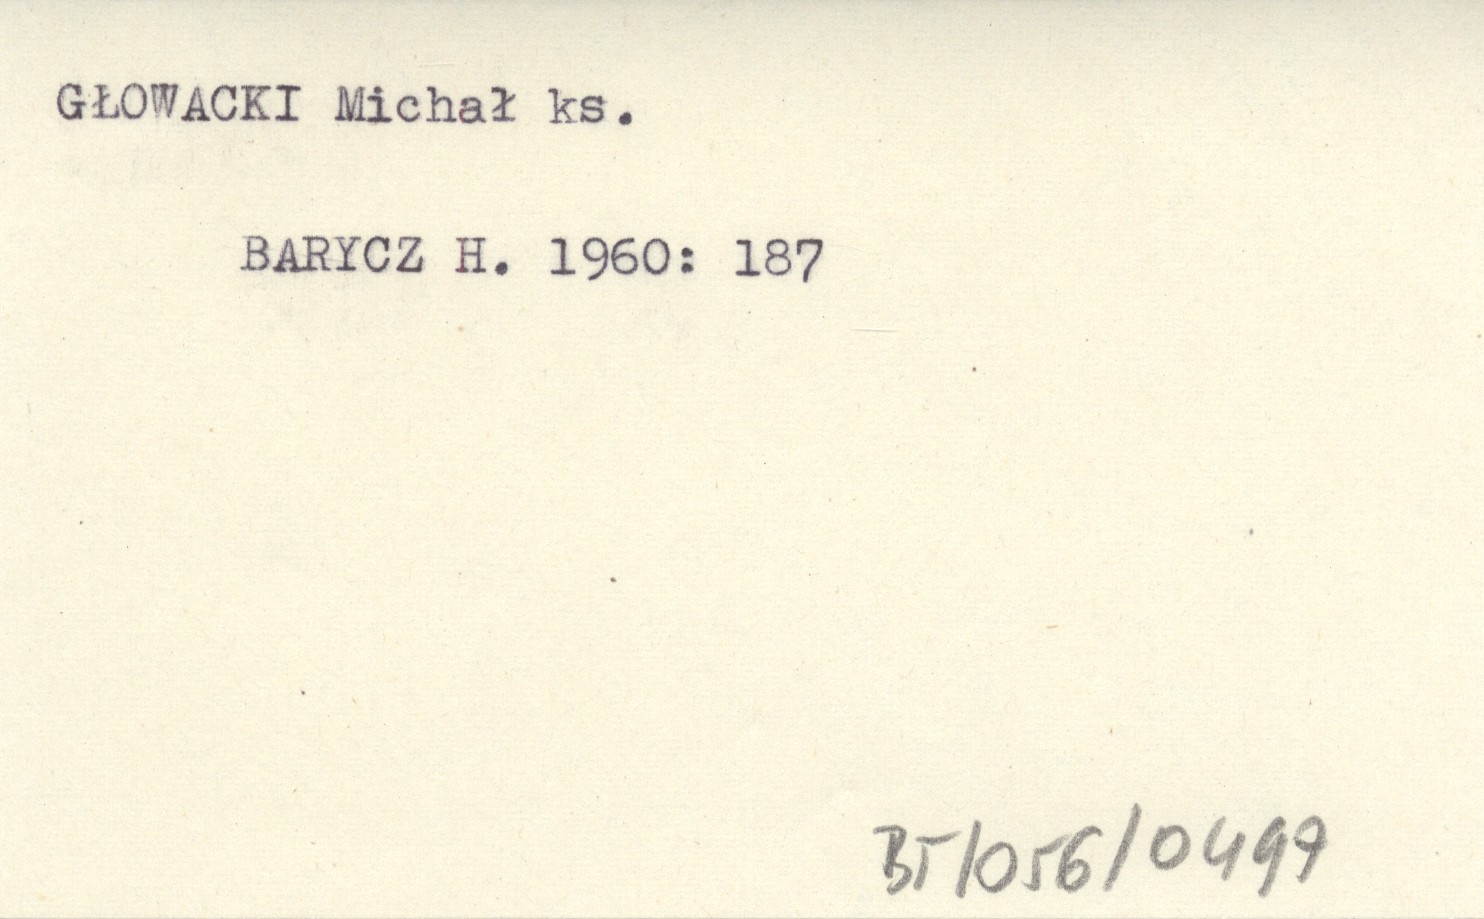 GŁOWACKI Michał ks.
BARYCZ H. 1960: 187
BT/056/0499